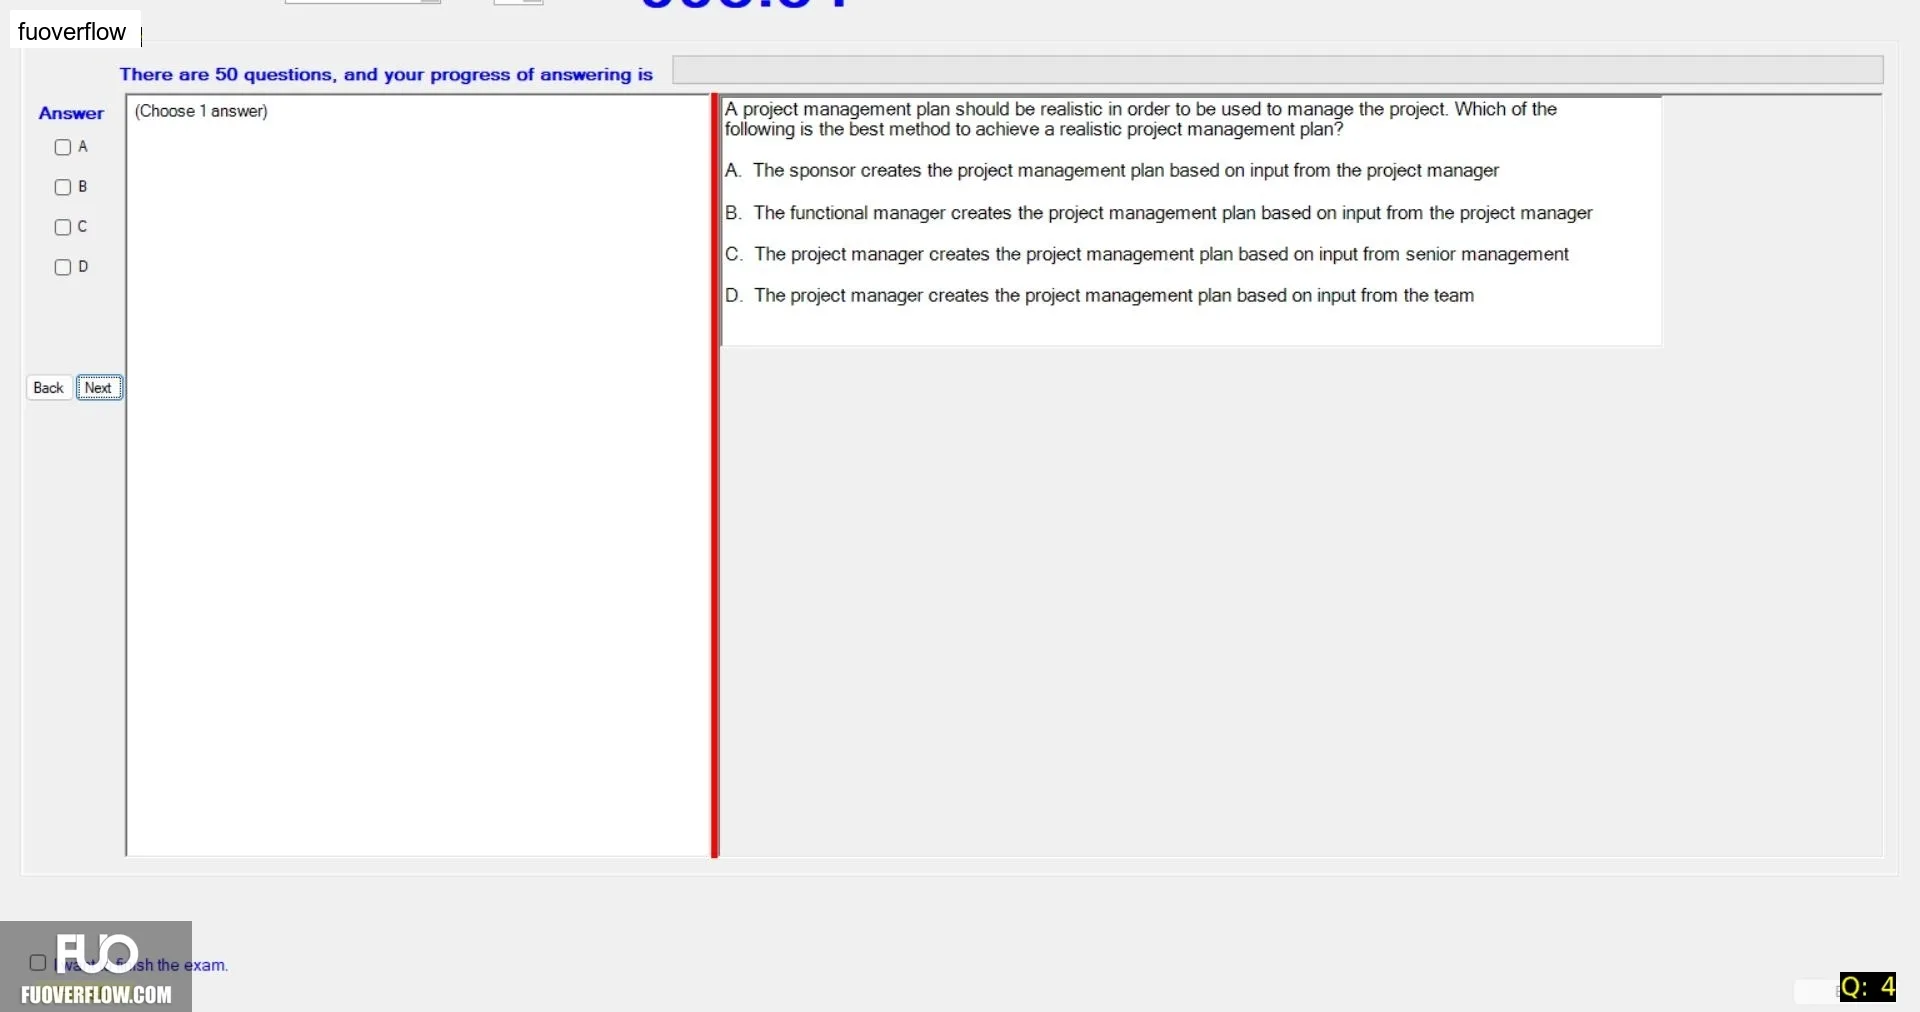 fuoverflow
There are 50 questions, and your progress of answering is
Answer
(Choose 1 answer)
A
B
C
D
Back Next
A project management plan should be realistic in order to be used to manage the project. Which of the
following is the best method to achieve a realistic project management plan?
A. The sponsor creates the project management plan based on input from the project manager
B. The functional manager creates the project management plan based on input from the project manager
C. The project manager creates the project management plan based on input from senior management
D. The project manager creates the project management plan based on input from the team
FUO
the exam.
FUOVERFLOW.COM
Q: 4